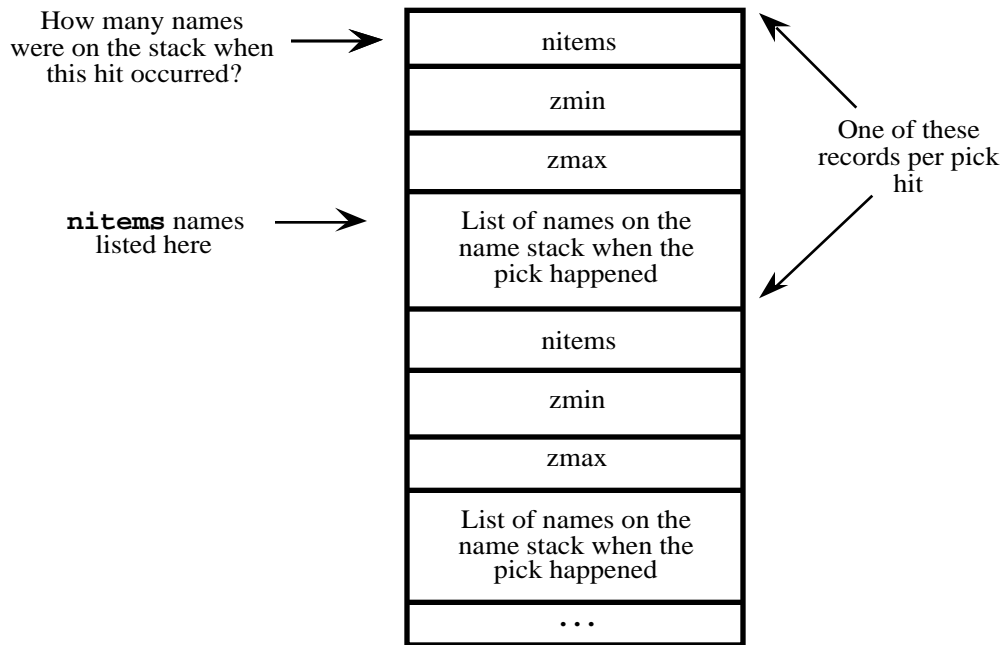 How many names
were on the stack when
this hit occurred?
nitems
zmin
zmax
One of these
records per pick
hit
nitems names
listed here
List of names on the
name stack when the
pick happened
nitems
zmin
zmax
List of names on the
name stack when the
pick happened
...